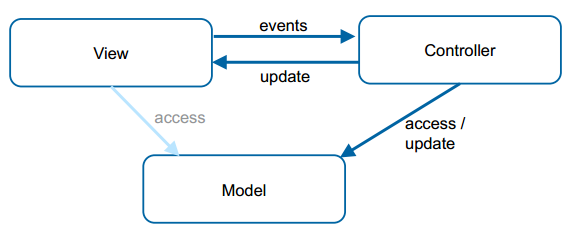 events
View
Controller
update
access
access /
update
Model